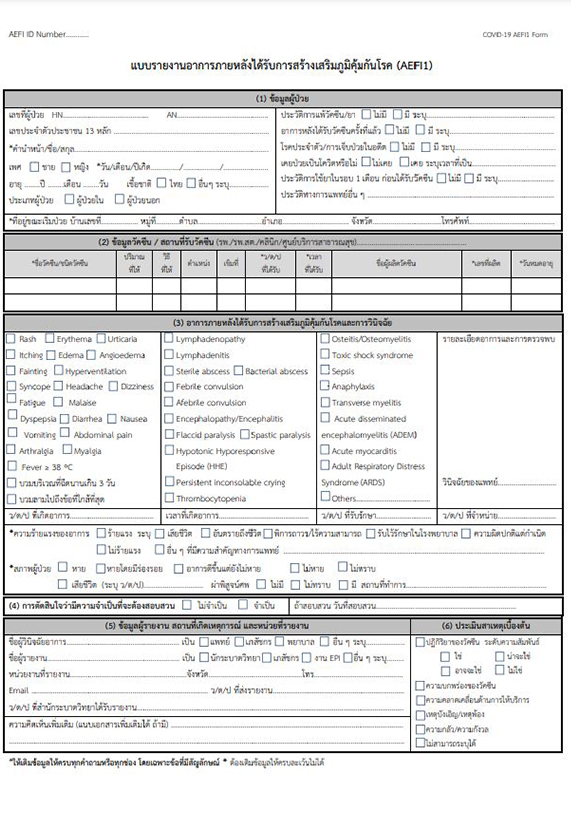 AEFI ID Number............
COVID-19 AEFI1 Form
แบบรายงานอาการภายหลังได้รับการสร้างเสริมภูมิคุ้มกันโรค (AEFI1)
(1) ข้อมูลผู้ป่วย
เลขที่ผู้ป่วย HN............................AN...........................
เลขประจำตัวประชาชน 13 หลัก ...........................
*คำนำหน้า/ชื่อ/สกุล...........................
เพศ ☐ ชาย ☐ หญิง *วัน/เดือน/ปีเกิด........../........../..........
อายุ ......ปี ......เดือน .......วัน เชื้อชาติ ☐ ไทย ☐ อื่นๆ ระบุ............
ประเภทผู้ป่วย ☐ ผู้ป่วยใน ☐ ผู้ป่วยนอก
ประวัติการแพ้วัคซีน/ยา ☐ ไม่มี ☐ มี ระบุ...........................
อาการหลังได้รับวัคซีนครั้งที่แล้ว ☐ ไม่มี ☐ มี ระบุ..................
โรคประจำตัว/การเจ็บป่วยในอดีต ☐ ไม่มี ☐ มี ระบุ..................
เคยป่วยเป็นโควิดหรือไม่ ☐ ไม่เคย ☐ เคย ระบุเวลาที่เป็น..................
ประวัติการใช้ยาในรอบ 1 เดือน ก่อนได้รับวัคซีน ☐ ไม่มี ☐ มี ระบุ...........
ประวัติทางการแพทย์อื่น ๆ ...........................
*ที่อยู่ขณะเริ่มป่วย บ้านเลขที่............ หมู่ที่.........ตำบล..................อำเภอ..................จังหวัด..................โทรศัพท์..................
(2) ข้อมูลวัคซีน / สถานที่รับวัคซีน (รพ./รพ.สต./คลินิก/ศูนย์บริการสาธารณสุข)...........................
*ชื่อวัคซีน/ชนิดวัคซีน ปริมาณที่ให้ วิธีที่ให้ ตำแหน่ง เข็มที่ *ว/ด/ป ที่ได้รับ *เวลา ที่ได้รับ ชื่อผู้ผลิตวัคซีน *เลขที่ผลิต *วันหมดอายุ
(3) อาการภายหลังได้รับการสร้างเสริมภูมิคุ้มกันโรคและการวินิจฉัย
☐ Rash ☐ Erythema ☐ Urticaria
☐ Itching ☐ Edema ☐ Angioedema
☐ Fainting ☐ Hyperventilation
☐ Syncope ☐ Headache ☐ Dizziness
☐ Fatigue ☐ Malaise
☐ Dyspepsia ☐ Diarrhea ☐ Nausea
☐ Vomiting ☐ Abdominal pain
☐ Arthralgia ☐ Myalgia
☐ Fever ≥ 38 ºC
☐ บวมบริเวณที่ฉีดนานเกิน 3 วัน
☐ บวมลามไปถึงข้อที่ใกล้ที่สุด
☐ Lymphadenopathy
☐ Lymphadenitis
☐ Sterile abscess ☐ Bacterial abscess
☐ Febrile convulsion
☐ Afebrile convulsion
☐ Encephalopathy/Encephalitis
☐ Flaccid paralysis ☐ Spastic paralysis
☐ Hypotonic Hyporesponsive
Episode (HHE)
☐ Persistent inconsolable crying
☐ Thrombocytopenia
☐ Osteitis/Osteomyelitis
☐ Toxic shock syndrome
☐ Sepsis
☐ Anaphylaxis
☐ Transverse myelitis
☐ Acute disseminated
encephalomyelitis (ADEM)
☐ Acute myocarditis
☐ Adult Respiratory Distress
Syndrome (ARDS)
☐ Others...........................
รายละเอียดอาการและการตรวจพบ
วินิจฉัยของแพทย์..................
ว/ด/ป ที่เกิดอาการ.................. เวลาที่เกิดอาการ.................. ว/ด/ป ที่รับรักษา.................. ว/ด/ป ที่จำหน่าย..................
*ความร้ายแรงของอาการ ☐ ร้ายแรง ระบุ ☐ เสียชีวิต ☐ อันตรายถึงชีวิต ☐ พิการถาวร/ไร้ความสามารถ ☐ รับไว้รักษาในโรงพยาบาล ☐ ความผิดปกติแต่กำเนิด
☐ ไม่ร้ายแรง ☐ อื่น ๆ ที่มีความสำคัญทางการแพทย์ ...........................
*สภาพผู้ป่วย ☐ หาย ☐ หายโดยมีร่องรอย ☐ อาการดีขึ้นแต่ยังไม่หาย ☐ ไม่หาย ☐ ไม่ทราบ
☐ เสียชีวิต (ระบุ ว/ด/ป).................. ผ่าพิสูจน์ศพ ☐ ไม่มี ☐ ไม่ทราบ ☐ มี สถานที่ทำการ..................
(4) การตัดสินใจว่ามีความจำเป็นที่จะต้องสอบสวน ☐ ไม่จำเป็น ☐ จำเป็น ถ้าสอบสวน วันที่สอบสวน..................
(5) ข้อมูลผู้รายงาน สถานที่เกิดเหตุการณ์ และหน่วยที่รายงาน
ชื่อผู้วินิจฉัยอาการ.................. เป็น ☐ แพทย์ ☐ เภสัชกร ☐ พยาบาล ☐ อื่น ๆ ระบุ.........
ชื่อผู้รายงาน.................. เป็น ☐ นักระบาดวิทยา ☐ เภสัชกร ☐ งาน EPI ☐ อื่น ๆ ระบุ.........
หน่วยงานที่รายงาน..................จังหวัด..................โทร..................
Email .................. ว/ด/ป ที่ส่งรายงาน..................
ว/ด/ป ที่สำนักระบาดวิทยาได้รับรายงาน..................
ความคิดเห็นเพิ่มเติม (แนบเอกสารเพิ่มเติมได้ ถ้ามี) ..................
(6) ประเมินสาเหตุเบื้องต้น
☐ ปฏิกิริยาของวัคซีน ระดับความสัมพันธ์
☐ ใช่ ☐ น่าจะใช่
☐ อาจจะใช่ ☐ ไม่ใช่
☐ ความบกพร่องของวัคซีน
☐ ความคลาดเคลื่อนด้านการให้บริการ
☐ เหตุบังเอิญ/เหตุพ้อง
☐ ความกลัว/ความกังวล
☐ ไม่สามารถระบุได้
*ให้เติมข้อมูลให้ครบทุกคำถามหรือทุกช่อง โดยเฉพาะข้อที่มีสัญลักษณ์ * ต้องเติมข้อมูลให้ครบละเว้นไม่ได้